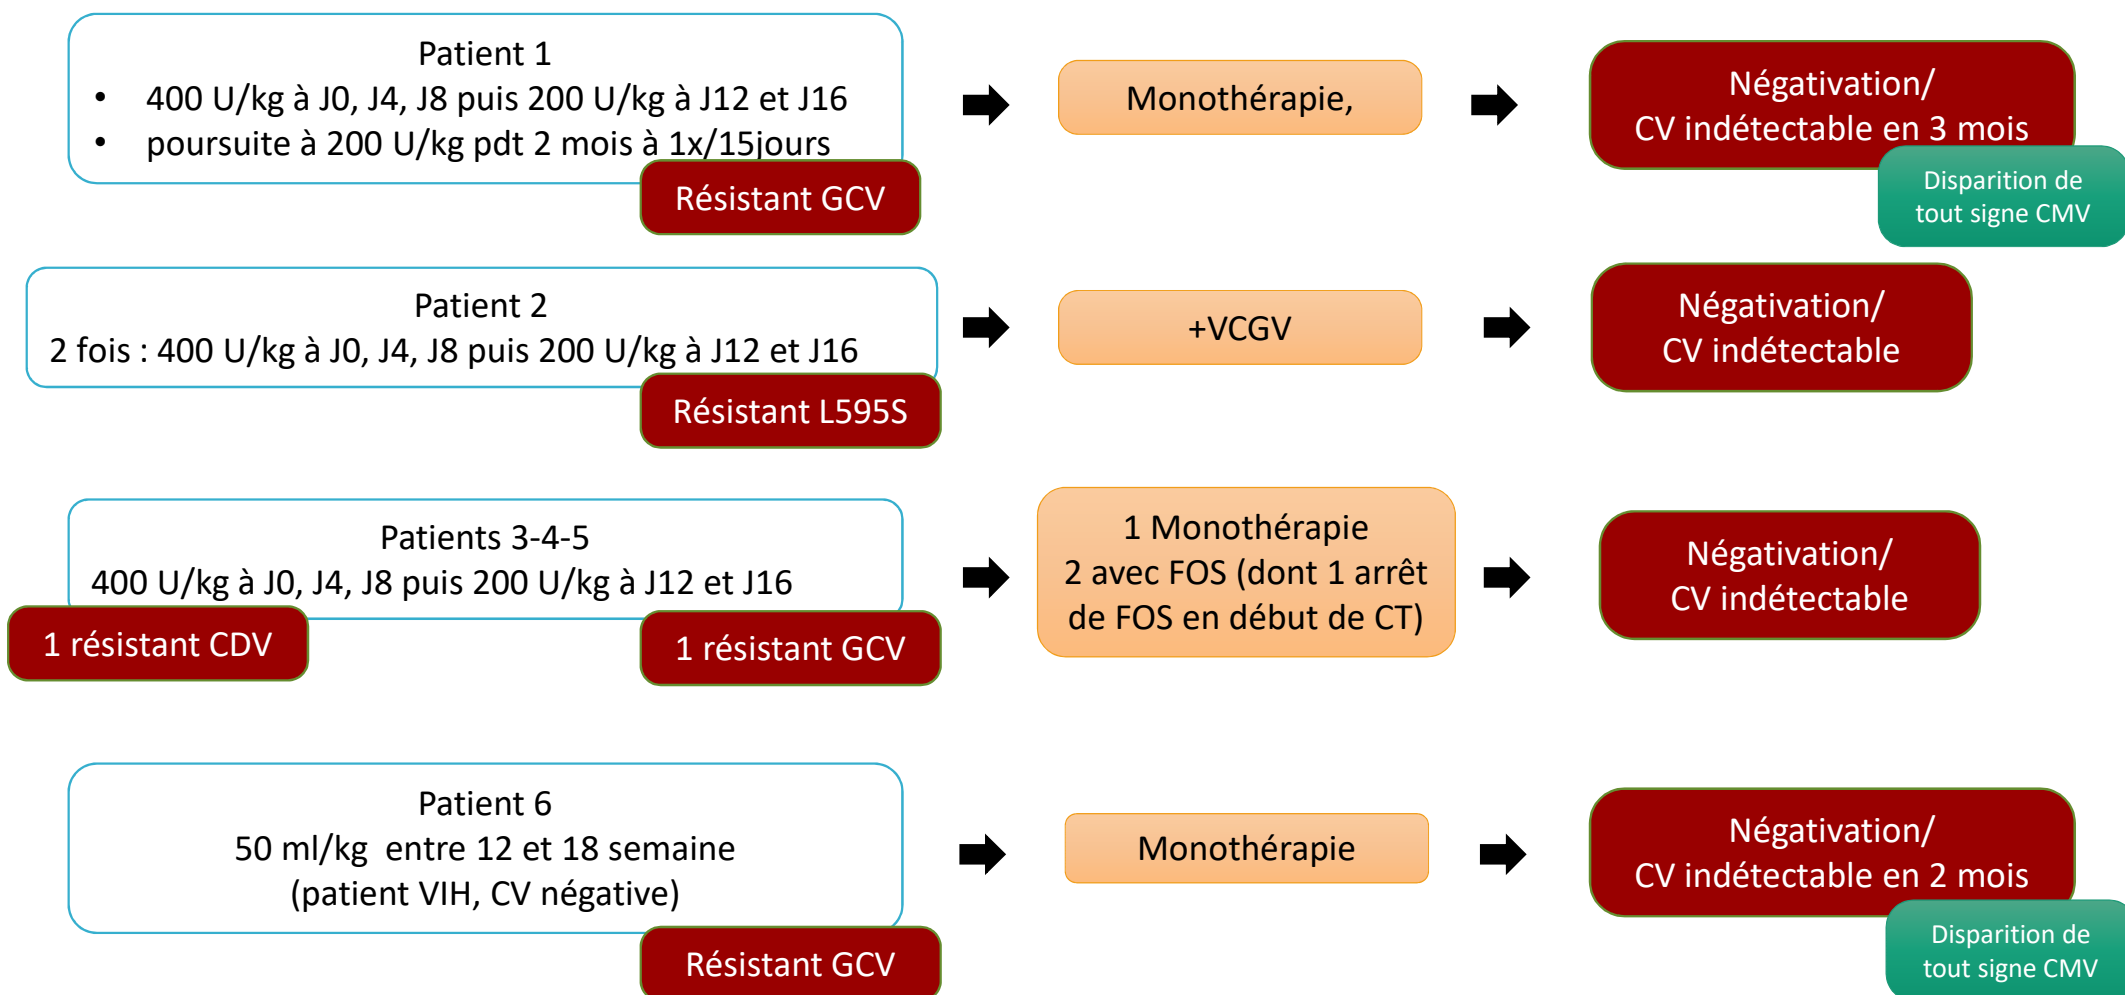 Patient 1
• 400 U/kg à J0, J4, J8 puis 200 U/kg à J12 et J16
• poursuite à 200 U/kg pdt 2 mois à 1x/15jours
Résistant GCV
Monothérapie,
Négativation/
CV indétectable en 3 mois
Disparition de
tout signe CMV
Patient 2
2 fois : 400 U/kg à J0, J4, J8 puis 200 U/kg à J12 et J16
Résistant L595S
+VCGV
Négativation/
CV indétectable
Patients 3-4-5
400 U/kg à J0, J4, J8 puis 200 U/kg à J12 et J16
1 résistant CDV
1 résistant GCV
1 Monothérapie
2 avec FOS (dont 1 arrêt
de FOS en début de CT)
Négativation/
CV indétectable
Patient 6
50 ml/kg entre 12 et 18 semaine
(patient VIH, CV négative)
Résistant GCV
Monothérapie
Négativation/
CV indétectable en 2 mois
Disparition de
tout signe CMV